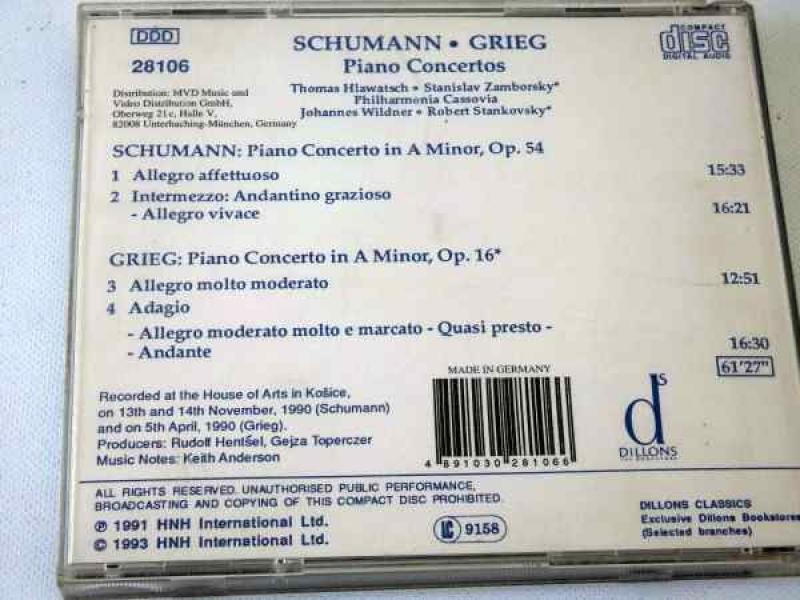 DDD
28106
SCHUMANN • GRIEG
Piano Concertos
COMPACT
disc
DIGITAL AUDIO
Distribution: MVD Music and
Video Distribution GmbH,
Oberweg 21c, Halle V,
82008 Unterhaching-München, Germany
Thomas Hlawatsch • Stanislav Zamborsky*
Philharmonia Cassovia
Johannes Wildner • Robert Stankovsky*
SCHUMANN: Piano Concerto in A Minor, Op. 54
1 Allegro affettuoso 15:33
2 Intermezzo: Andantino grazioso
- Allegro vivace 16:21
GRIEG: Piano Concerto in A Minor, Op. 16*
3 Allegro molto moderato 12:51
4 Adagio
- Allegro moderato molto e marcato - Quasi presto -
- Andante 16:30
61'27"
Recorded at the House of Arts in Košice,
on 13th and 14th November, 1990 (Schumann)
and on 5th April, 1990 (Grieg).
Producers: Rudolf Hentšel, Gejza Toperczer
Music Notes: Keith Anderson
MADE IN GERMANY
4 891030 281066
ds
DILLONS
THE BOOKSTORE
ALL RIGHTS RESERVED. UNAUTHORISED PUBLIC PERFORMANCE,
BROADCASTING AND COPYING OF THIS COMPACT DISC PROHIBITED.
℗ 1991 HNH International Ltd.
© 1993 HNH International Ltd.
LC 9158
DILLONS CLASSICS
Exclusive Dillons Bookstores
(Selected branches)